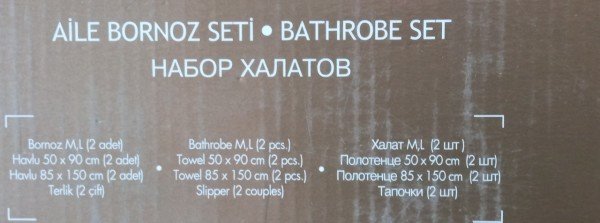 AİLE BORNOZ SETİ • BATHROBE SET
НАБОР ХАЛАТОВ
Bornoz M,L (2 adet)
Havlu 50 x 90 cm (2 adet)
Havlu 85 x 150 cm (2 adet)
Terlik (2 çift)
•
Bathrobe M,L (2 pcs.)
Towel 50 x 90 cm (2 pcs.)
Towel 85 x 150 cm (2 pcs.)
Slipper (2 couples)
•
Халат M,L (2 шт )
Полотенце 50 x 90 cm (2 шт)
Полотенце 85 x 150 cm (2 шт)
Тапочки (2 шт)